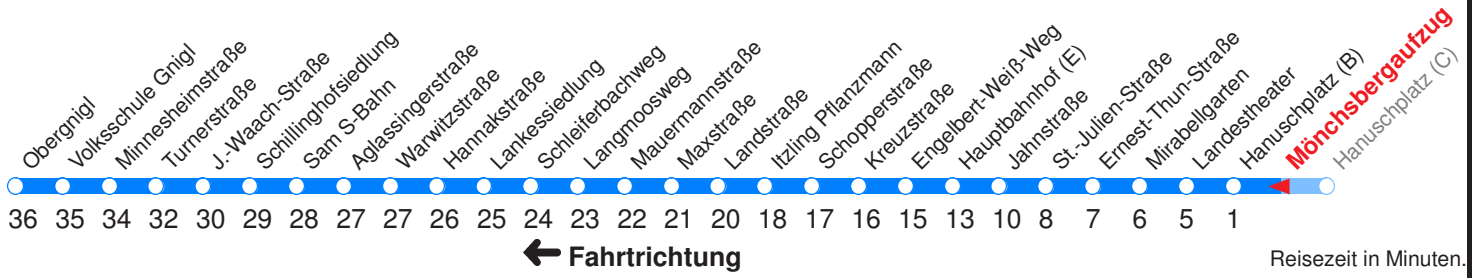 Obergnigl
Volksschule Gnigl
Minnesheimstraße
Turnerstraße
J.-Waach-Straße
Schillinghofsiedlung
Sam S-Bahn
Aglassingerstraße
Warwitzstraße
Hannakstraße
Lankessiedlung
Schleiferbachweg
Langmoosweg
Mauermannstraße
Maxstraße
Landstraße
Itzling Pflanzmann
Schopperstraße
Kreuzstraße
Engelbert-Weiß-Weg
Hauptbahnhof (E)
Jahnstraße
St.-Julien-Straße
Ernest-Thun-Straße
Mirabellgarten
Landestheater
Hanuschplatz (B)
Mönchsbergaufzug
Hanuschplatz (C)
36 35 34 32 30 29 28 27 27 26 25 24 23 22 21 20 18 17 16 15 13 10 8 7 6 5 1
Fahrtrichtung
Reisezeit in Minuten.